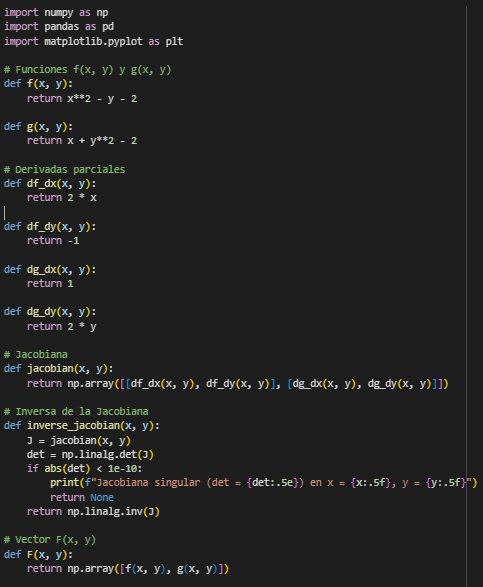 import numpy as np
import pandas as pd
import matplotlib.pyplot as plt
# Funciones f(x, y) y g(x, y)
def f(x, y):
    return x**2 - y - 2
def g(x, y):
    return x + y**2 - 2
# Derivadas parciales
def df_dx(x, y):
    return 2 * x
def df_dy(x, y):
    return -1
def dg_dx(x, y):
    return 1
def dg_dy(x, y):
    return 2 * y
# Jacobiana
def jacobian(x, y):
    return np.array([[df_dx(x, y), df_dy(x, y)], [dg_dx(x, y), dg_dy(x, y)]])
# Inversa de la Jacobiana
def inverse_jacobian(x, y):
    J = jacobian(x, y)
    det = np.linalg.det(J)
    if abs(det) < 1e-10:
        print(f"Jacobiana singular (det = {det:.5e}) en x = {x:.5f}, y = {y:.5f}")
        return None
    return np.linalg.inv(J)
# Vector F(x, y)
def F(x, y):
    return np.array([f(x, y), g(x, y)])